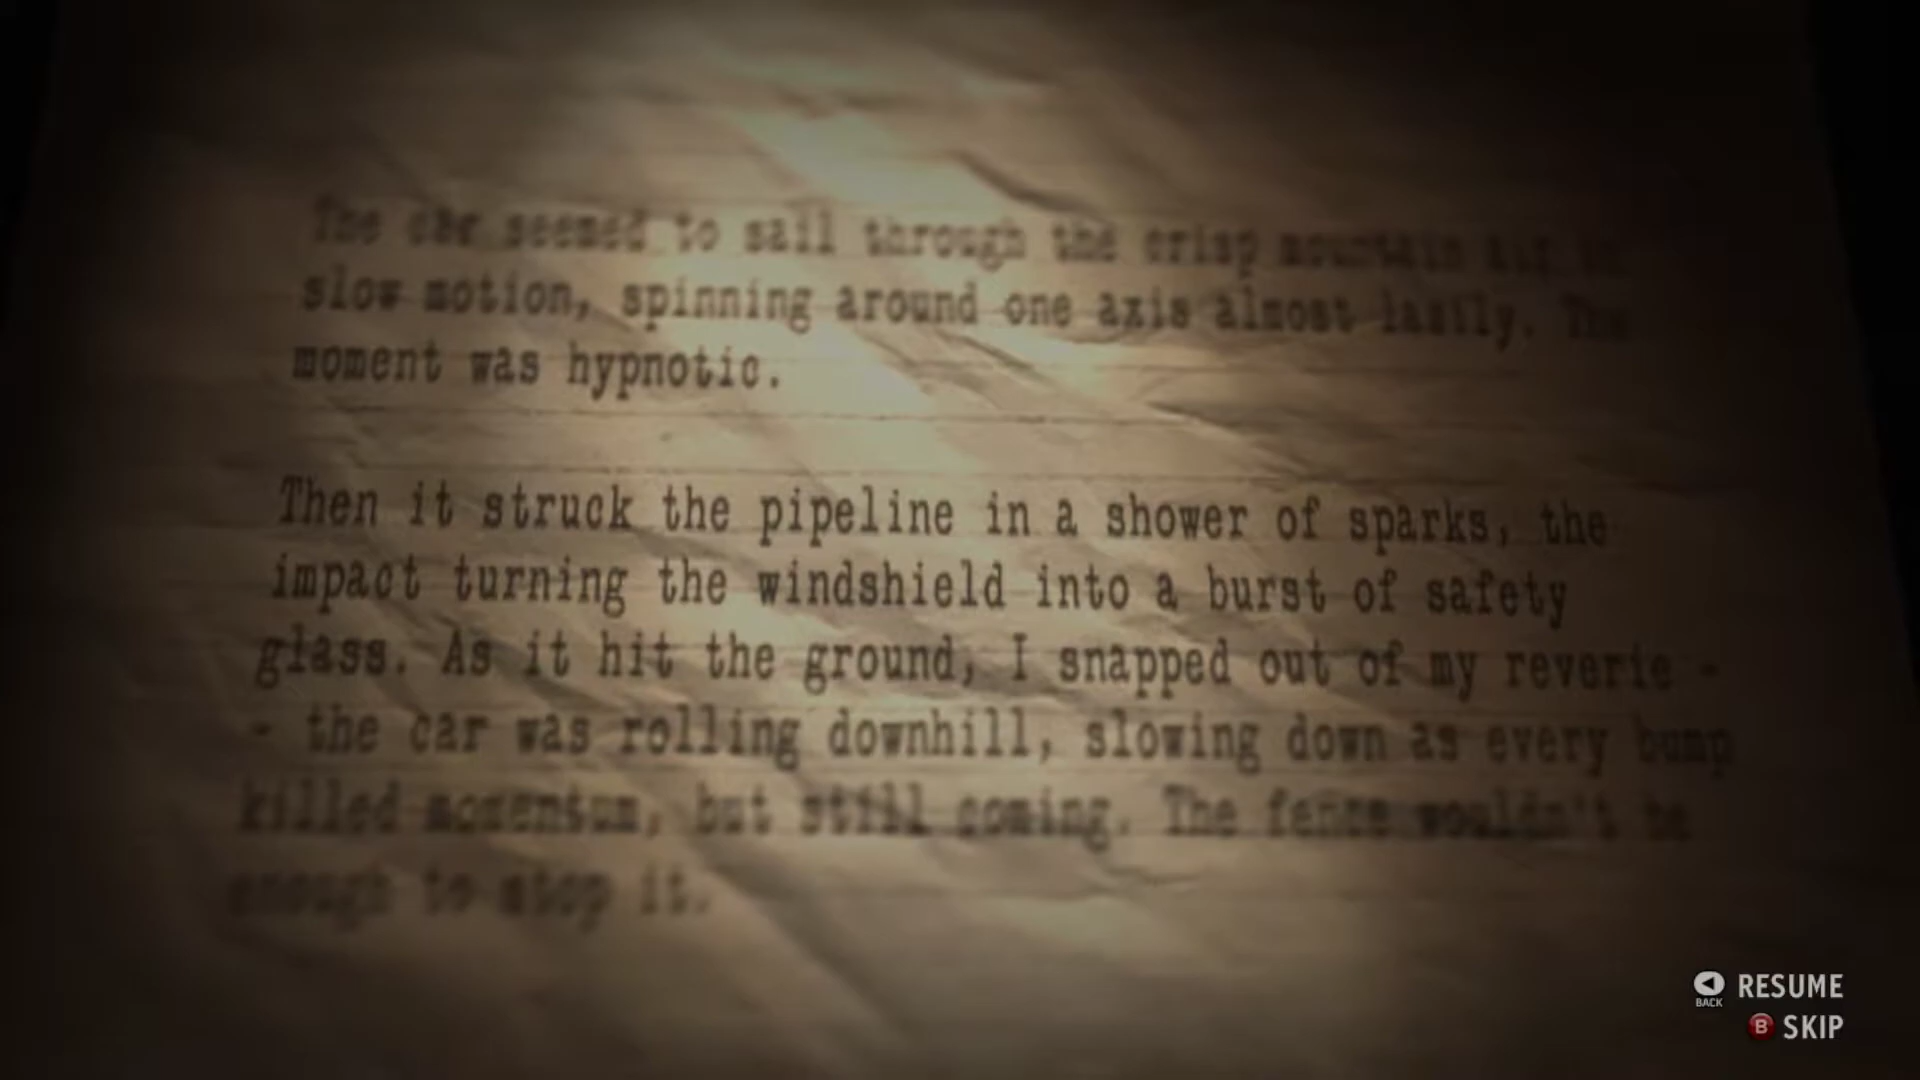 The car seemed to sail through the crisp mountain air in
slow motion, spinning around one axis almost lazily. The
moment was hypnotic.
Then it struck the pipeline in a shower of sparks, the
impact turning the windshield into a burst of safety
glass. As it hit the ground, I snapped out of my reverie -
- the car was rolling downhill, slowing down as every bump
killed momentum, but still coming. The fence wouldn't be
enough to stop it.
BACK RESUME
B SKIP